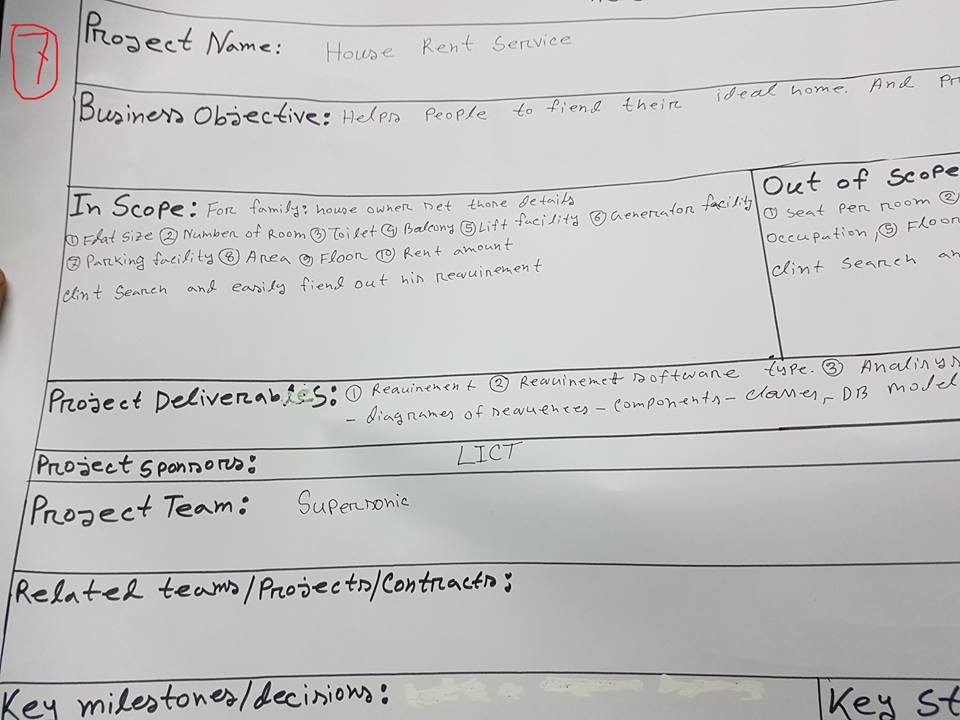 7
Project Name: House Rent Service
Business Objective: Helps People to fiend their ideal home. And Pr
In Scope: For family: house owner set those details
① Flat size ② Number of Room ③ Toilet ④ Balcony ⑤ Lift facility ⑥ Generator facility
⑦ Parking facility ⑧ Area ⑨ Floor ⑩ Rent amount
clint Search and easily fiend out his requirement
Out of Scope
① Seat Per room ②
Occupation, ⑤ Floor
clint Search an
Project Deliverables: ① Requirement ② Requiremet software type. ③ Analisys
- diagrames of sequences - components - classes, - DB model
Project Sponsors: LICT
Project Team: Supersonic
Related teams/Projects/Contracts:
Key milestones/decisions:
Key st